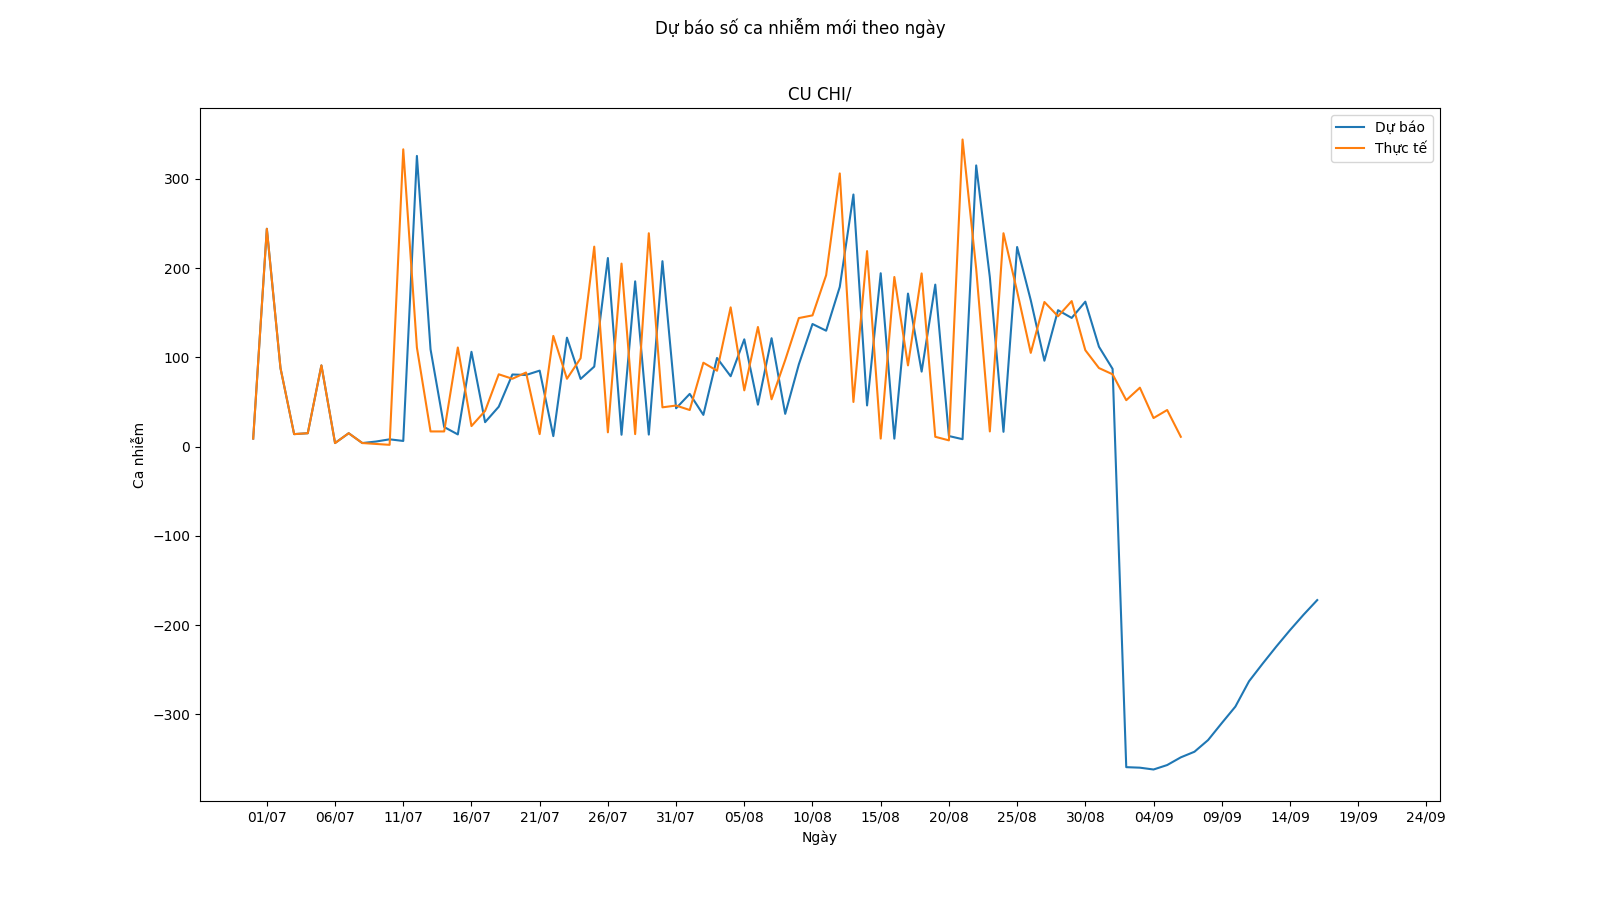 Dự báo số ca nhiễm mới theo ngày
CU CHI/
Dự báo
Thực tế
300
200
100
0
−100
−200
−300
Ca nhiễm
01/07 06/07 11/07 16/07 21/07 26/07 31/07 05/08 10/08 15/08 20/08 25/08 30/08 04/09 09/09 14/09 19/09 24/09
Ngày